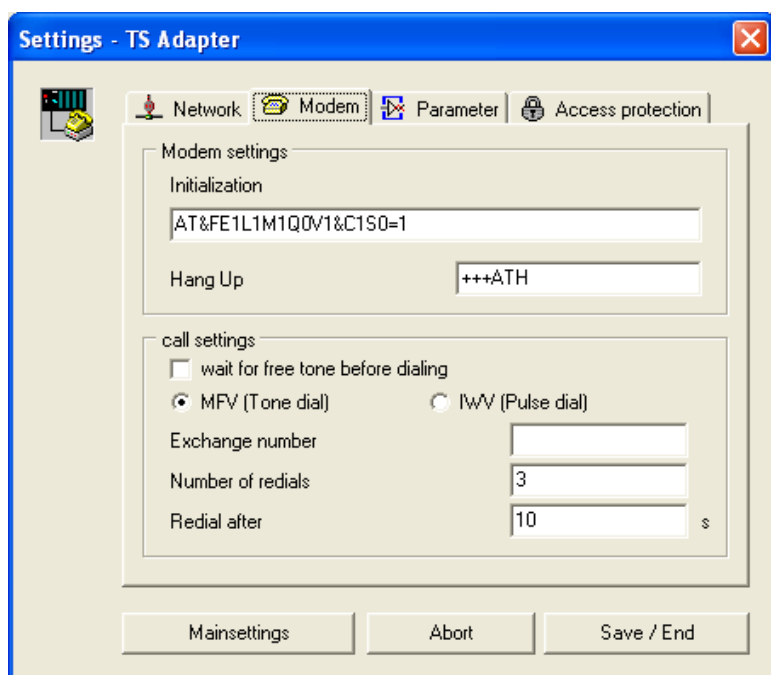 Settings - TS Adapter
Network Modem Parameter Access protection
Modem settings
Initialization
AT&FE1L1M1Q0V1&C1S0=1
Hang Up +++ATH
call settings
wait for free tone before dialing
MFV (Tone dial) IWV (Pulse dial)
Exchange number
Number of redials 3
Redial after 10 s
Mainsettings Abort Save / End